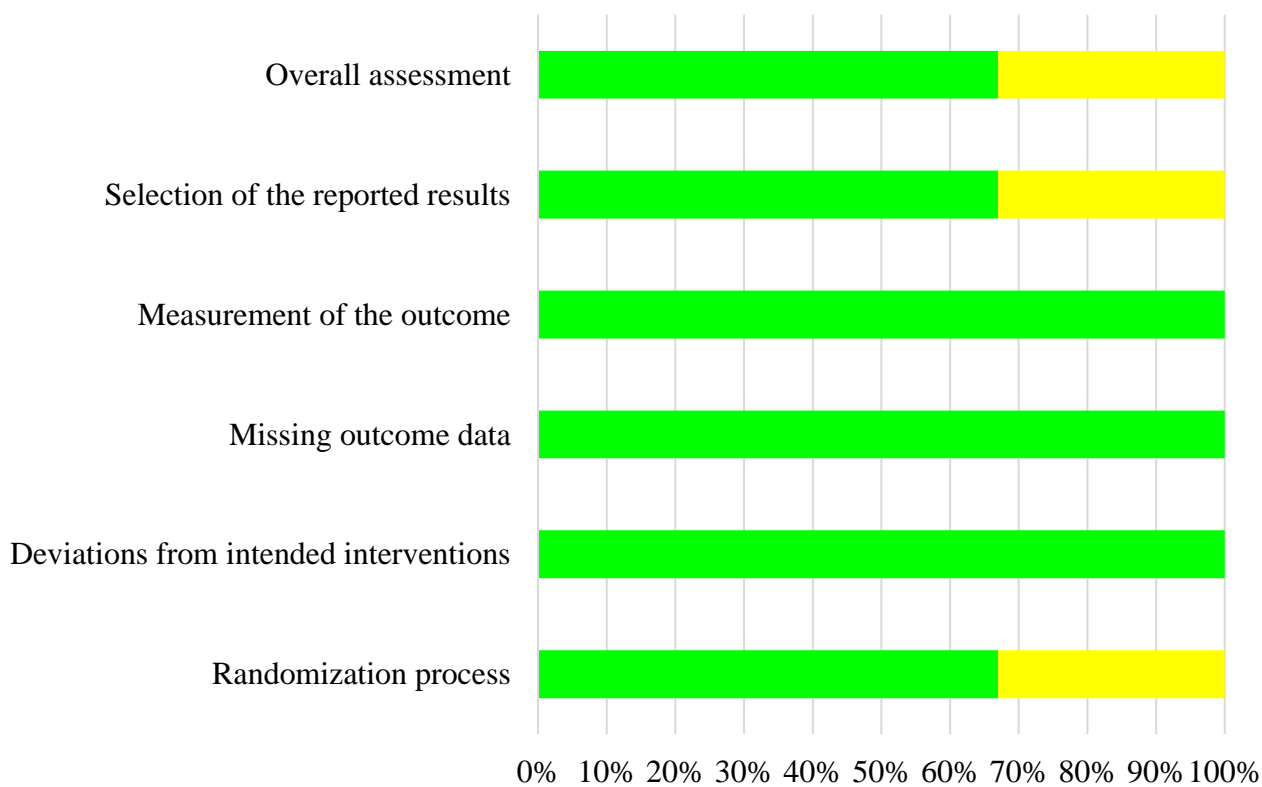 Overall assessment
Selection of the reported results
Measurement of the outcome
Missing outcome data
Deviations from intended interventions
Randomization process
0% 10% 20% 30% 40% 50% 60% 70% 80% 90% 100%